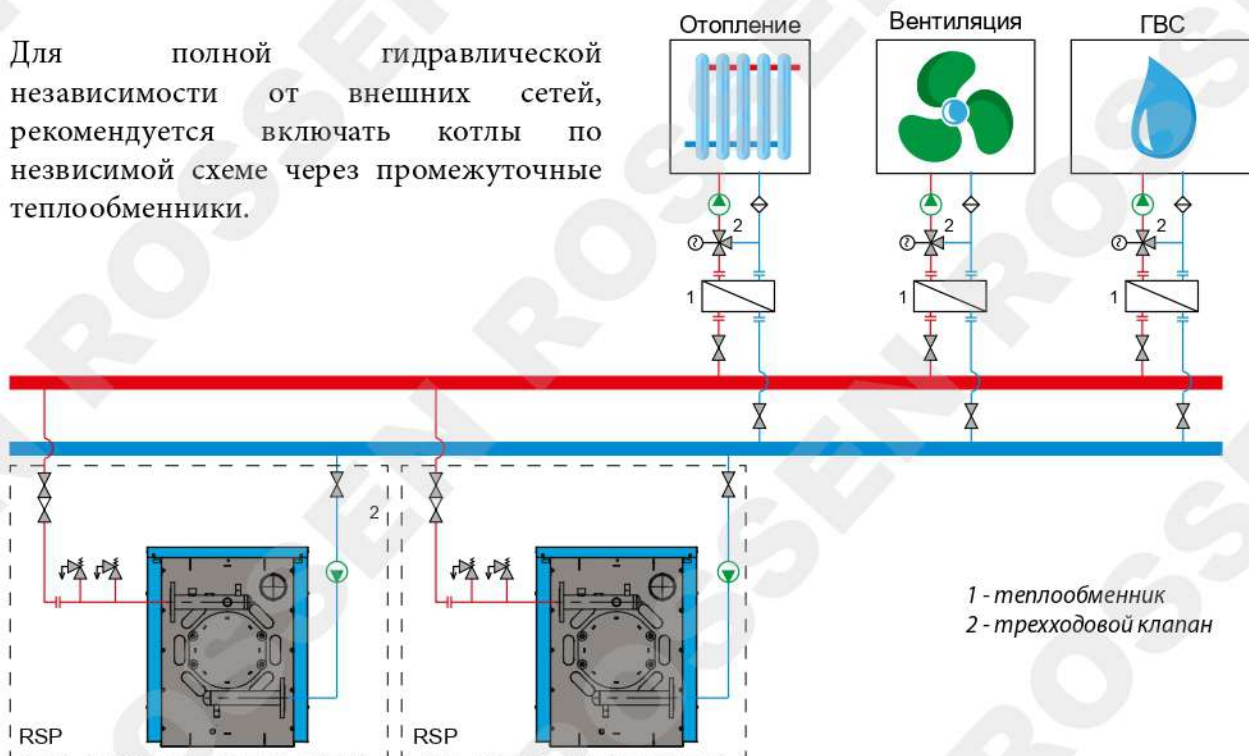 Для полной гидравлической
независимости от внешних сетей,
рекомендуется включать котлы по
незвисимой схеме через промежуточные
теплообменники.
Отопление
Вентиляция
ГВС
2
2
2
1
1
1
2
RSP
RSP
1 - теплообменник
2 - трехходовой клапан
ROSSEN